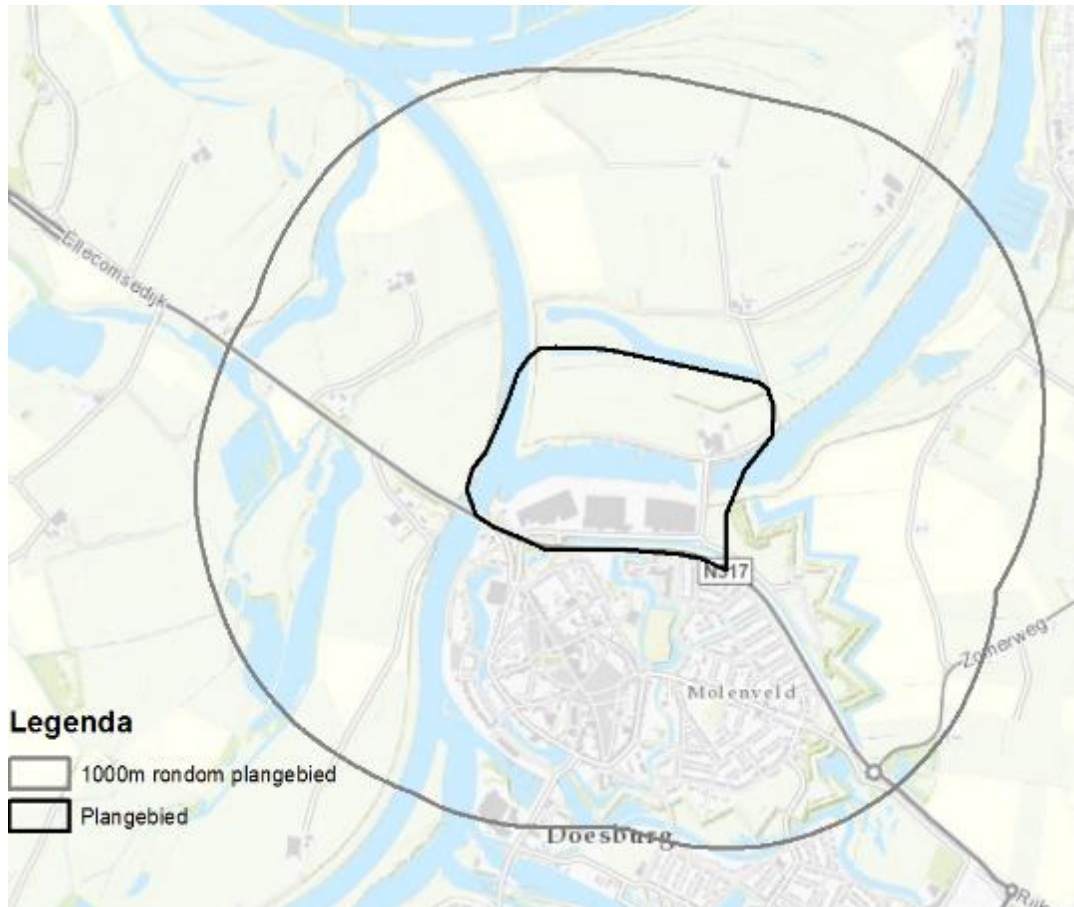 Ellecomsedijk
N317
Zomerweg
Molenveld
Legenda
1000m rondom plangebied
Plangebied
Doesburg